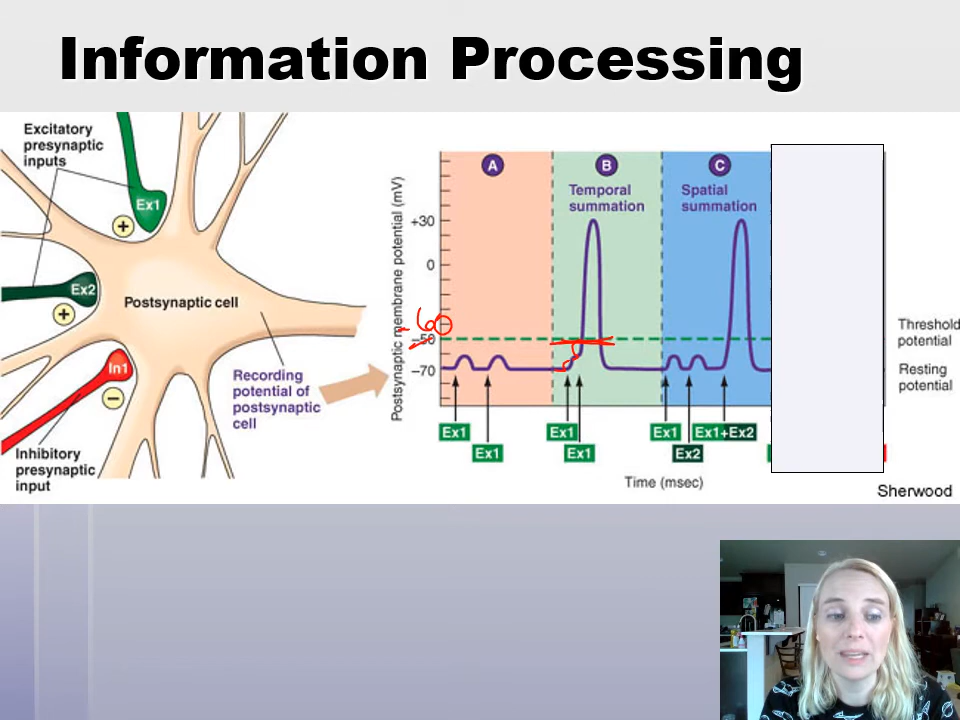 Information Processing
Excitatory
presynaptic
inputs
Ex1
+
Ex2
+
Postsynaptic cell
In1
−
Recording
potential of
postsynaptic
cell
Inhibitory
presynaptic
input
Postsynaptic membrane potential (mV)
+30
0
-60
−50
−70
A
B
Temporal
summation
C
Spatial
summation
Threshold
potential
Resting
potential
Ex1
Ex1
Ex1
Ex1
Ex1
Ex2
Ex1+Ex2
Time (msec)
Sherwood